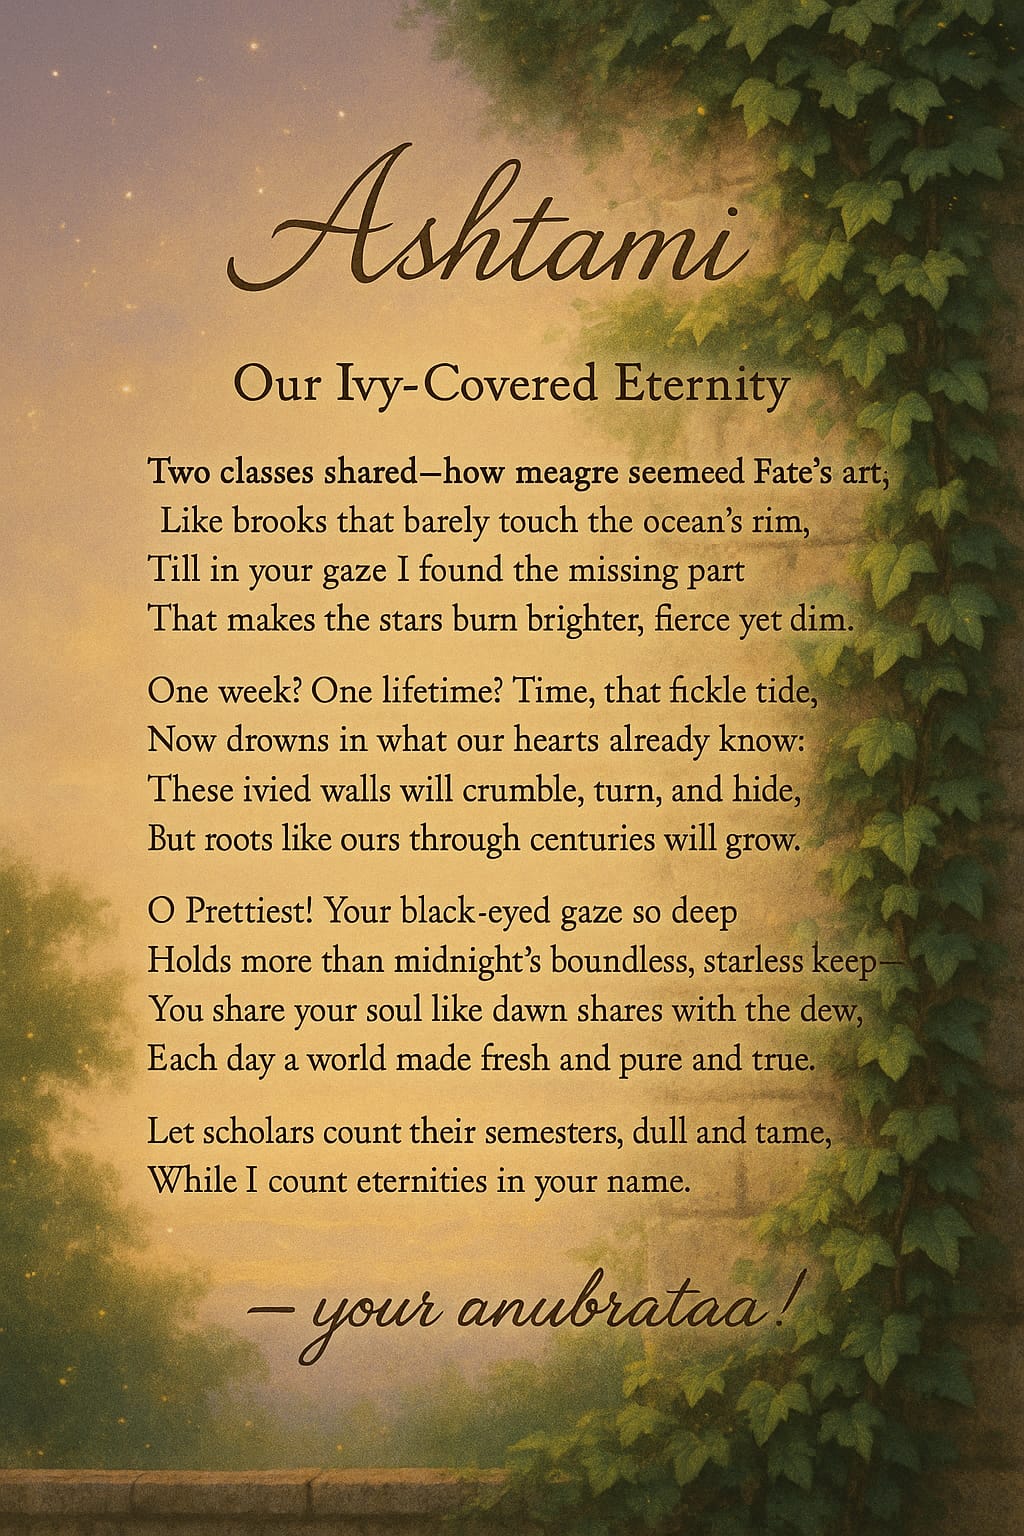 Ashtami
Our Ivy-Covered Eternity
Two classes shared—how meagre seemeed Fate's art;
Like brooks that barely touch the ocean's rim,
Till in your gaze I found the missing part
That makes the stars burn brighter, fierce yet dim.
One week? One lifetime? Time, that fickle tide,
Now drowns in what our hearts already know:
These ivied walls will crumble, turn, and hide,
But roots like ours through centuries will grow.
O Prettiest! Your black-eyed gaze so deep
Holds more than midnight's boundless, starless keep—
You share your soul like dawn shares with the dew,
Each day a world made fresh and pure and true.
Let scholars count their semesters, dull and tame,
While I count eternities in your name.
– your anubrataa!